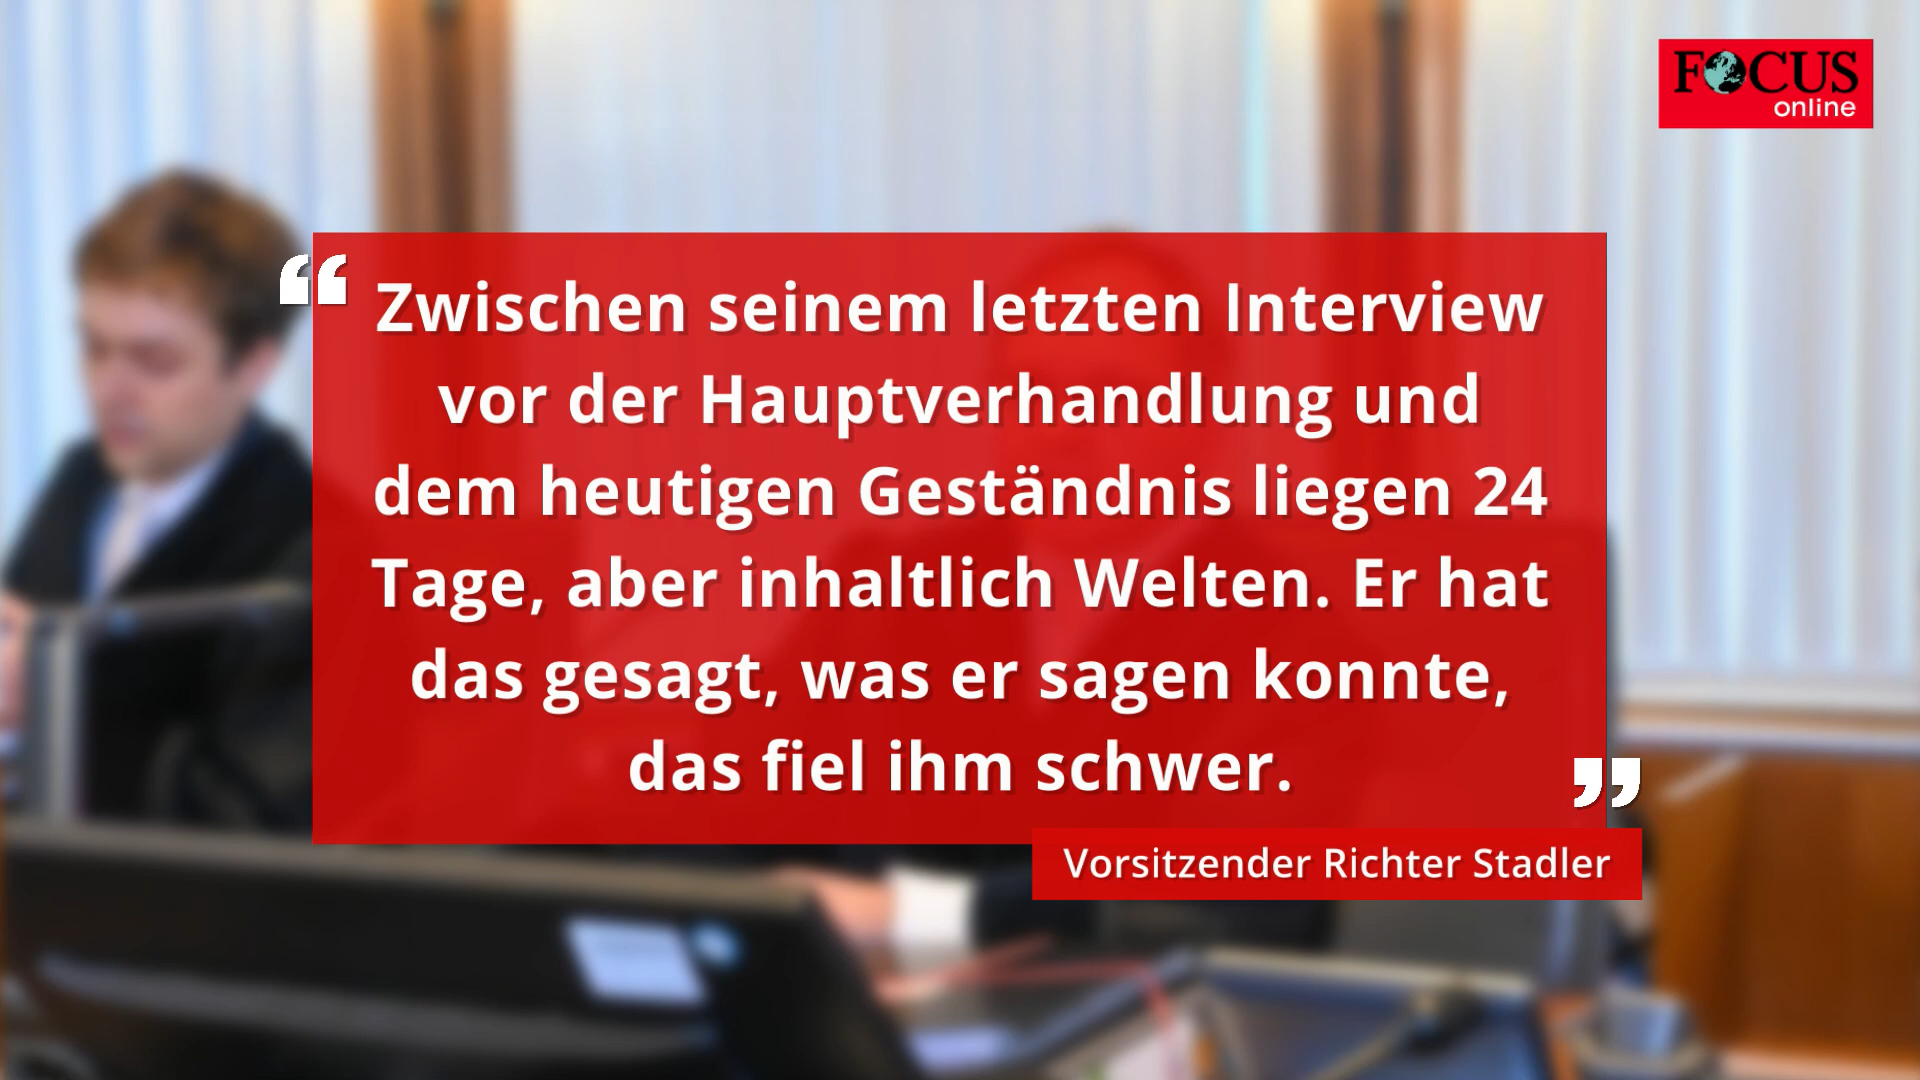 FOCUS
online
“ Zwischen seinem letzten Interview
vor der Hauptverhandlung und
dem heutigen Geständnis liegen 24
Tage, aber inhaltlich Welten. Er hat
das gesagt, was er sagen konnte,
das fiel ihm schwer. ”
Vorsitzender Richter Stadler